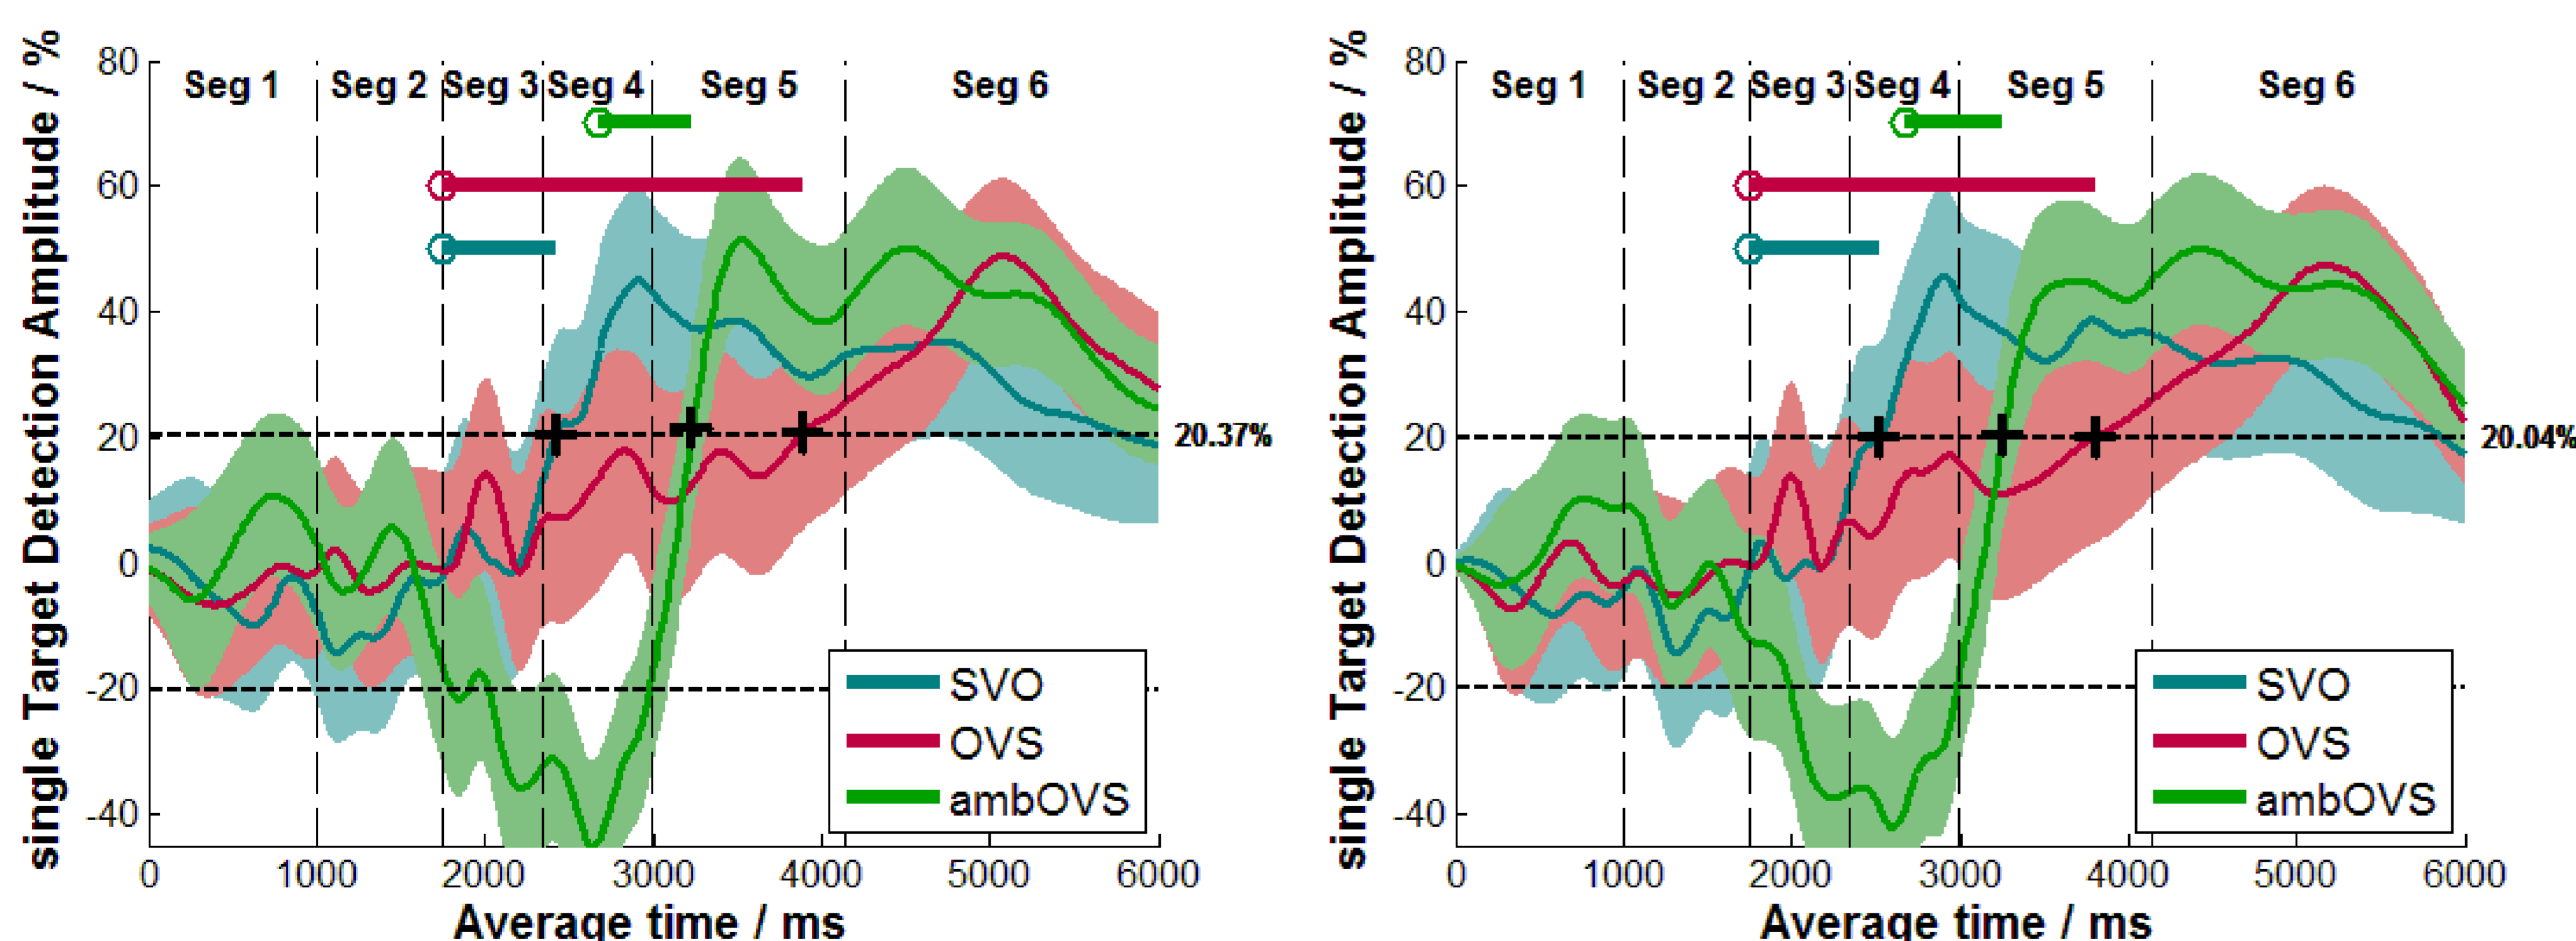 single Target Detection Amplitude / %
80
60
40
20
0
-20
-40
Seg 1 Seg 2 Seg 3 Seg 4 Seg 5 Seg 6
20.37%
SVO
OVS
ambOVS
0 1000 2000 3000 4000 5000 6000
Average time / ms
single Target Detection Amplitude / %
80
60
40
20
0
-20
-40
Seg 1 Seg 2 Seg 3 Seg 4 Seg 5 Seg 6
20.04%
SVO
OVS
ambOVS
0 1000 2000 3000 4000 5000 6000
Average time / ms